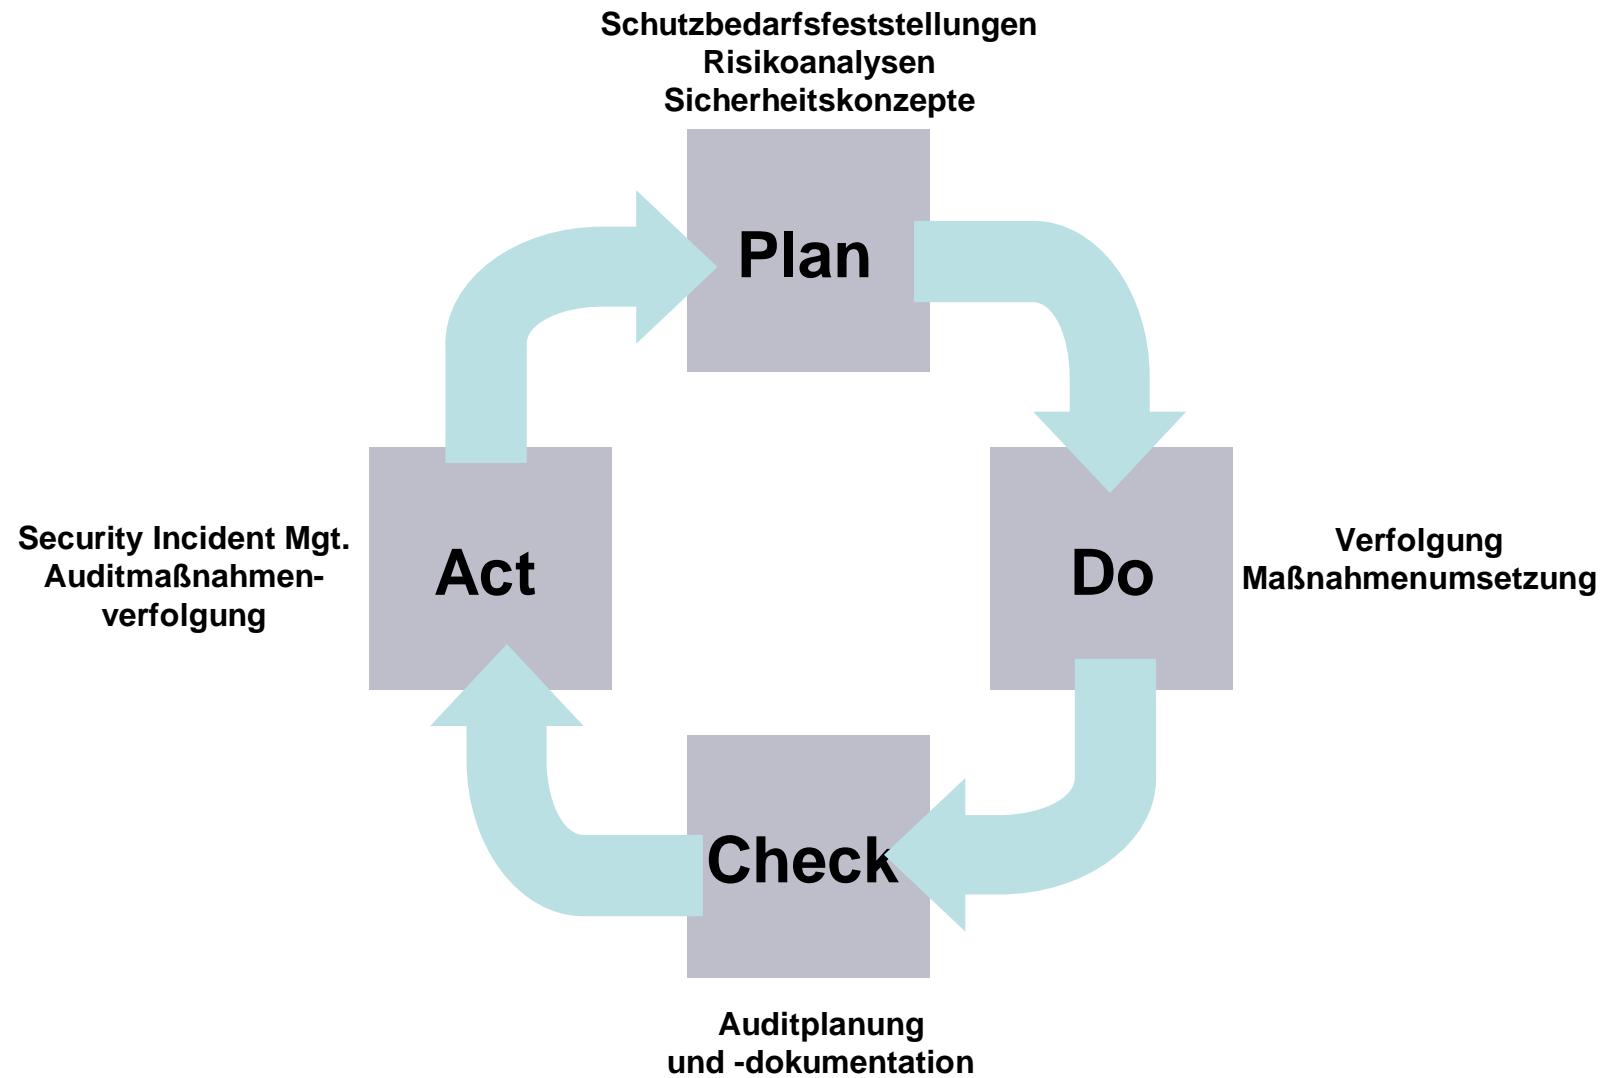 Schutzbedarfsfeststellungen
Risikoanalysen
Sicherheitskonzepte
Plan
Security Incident Mgt.
Auditmaßnahmen-
verfolgung
Act
Do
Verfolgung
Maßnahmenumsetzung
Check
Auditplanung
und -dokumentation